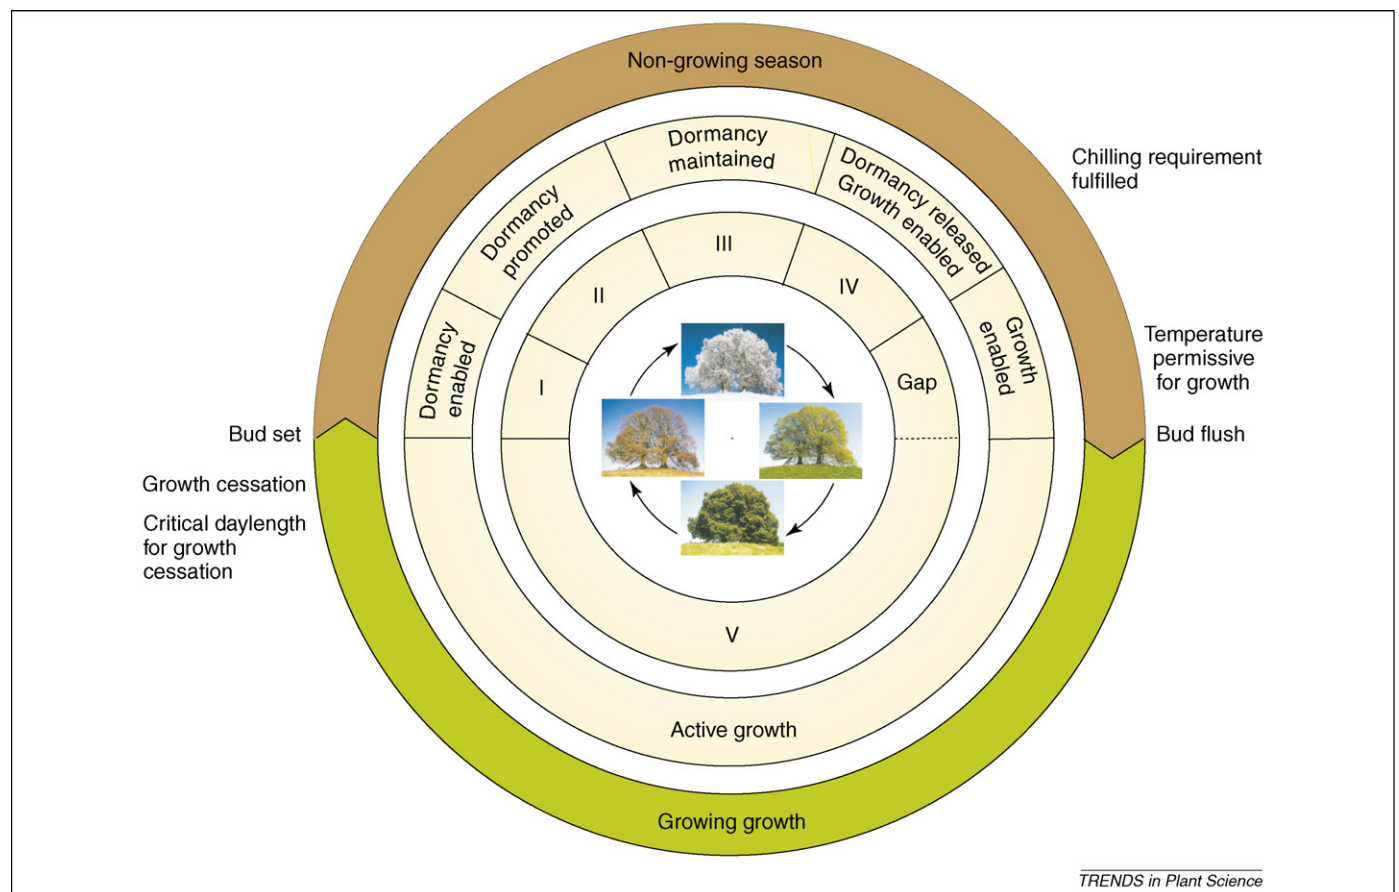 Non-growing season
Dormancy
maintained
Dormancy released
Growth enabled
Chilling requirement
fulfilled
Dormancy
promoted
III
II
IV
Dormancy
enabled
I
Gap
Growth
enabled
Temperature
permissive
for growth
Bud set
Bud flush
Growth cessation
Critical daylength
for growth
cessation
V
Active growth
Growing growth
TRENDS in Plant Science